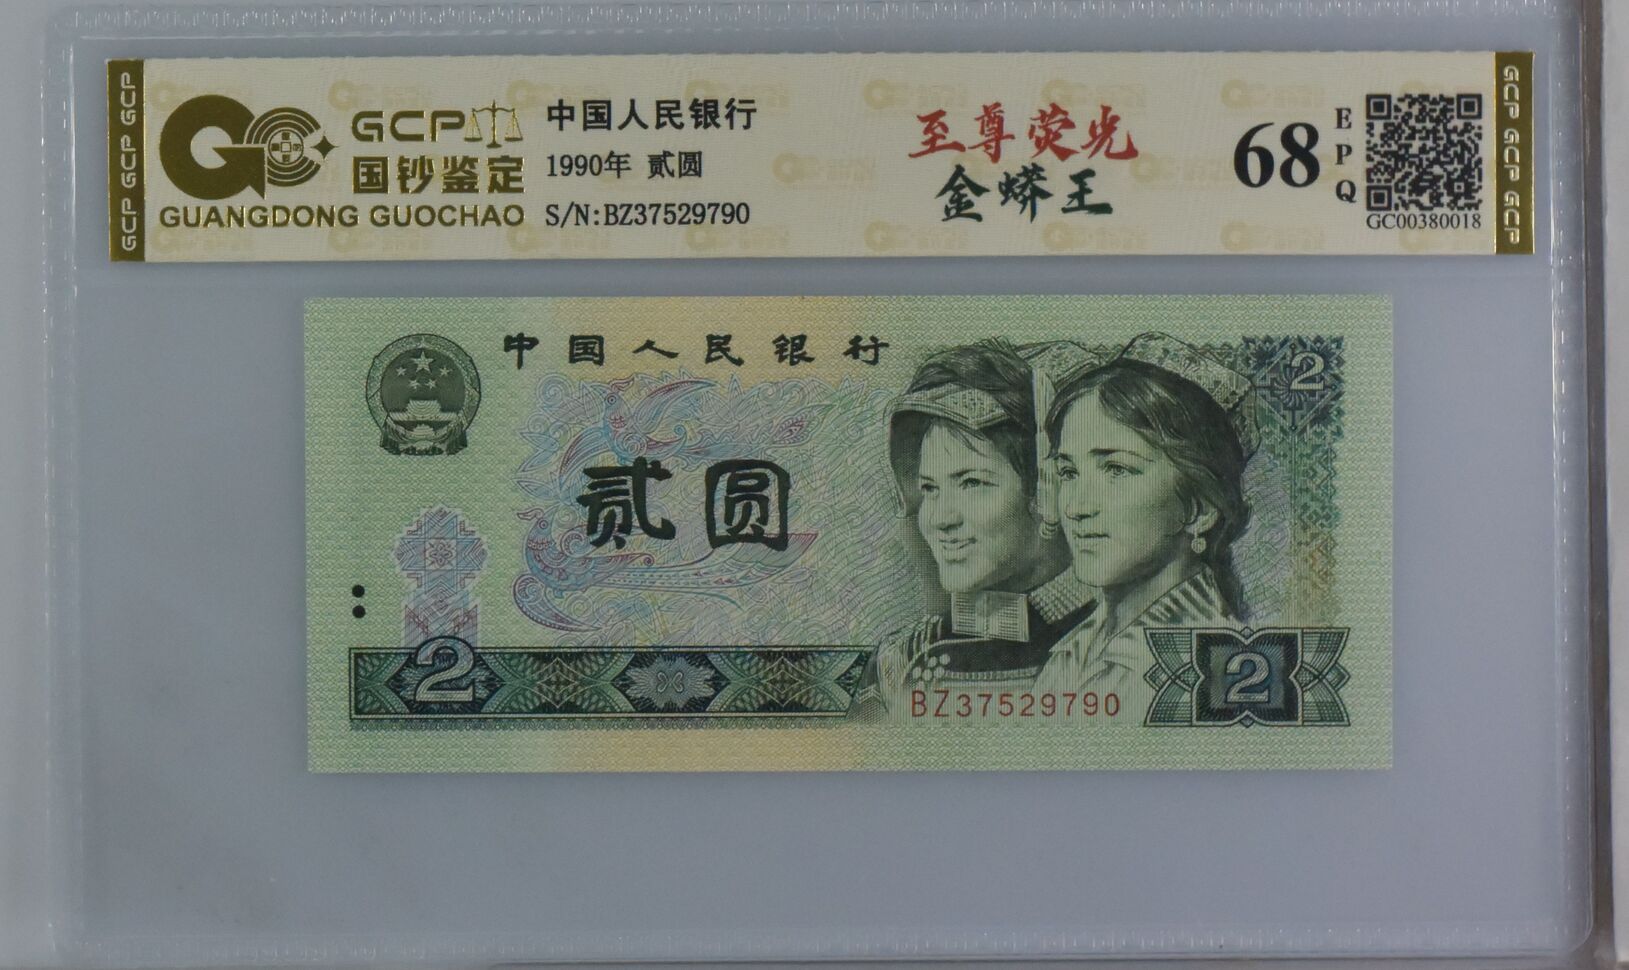 GCP GCP GCP
GCP
国钞鉴定
GUANGDONG GUOCHAO
中国人民银行
1990年 贰圆
S/N:BZ37529790
至尊荧光
金蟒王
68
EPQ
GC00380018
GCP GCP GCP
中国人民银行
2
贰圆
2
2
BZ37529790